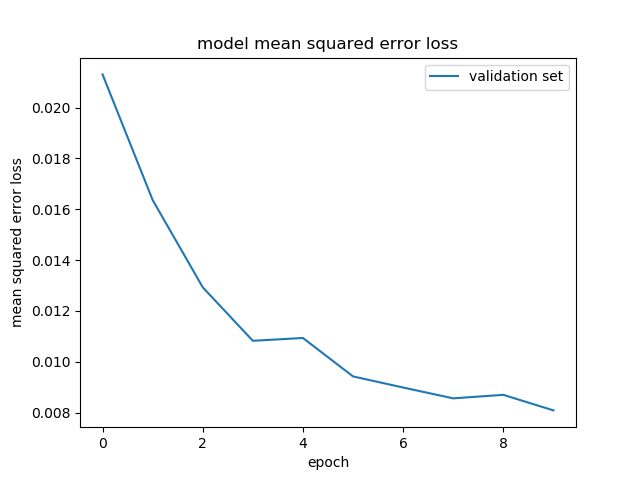 model mean squared error loss
validation set
mean squared error loss
0.020
0.018
0.016
0.014
0.012
0.010
0.008
0 2 4 6 8
epoch